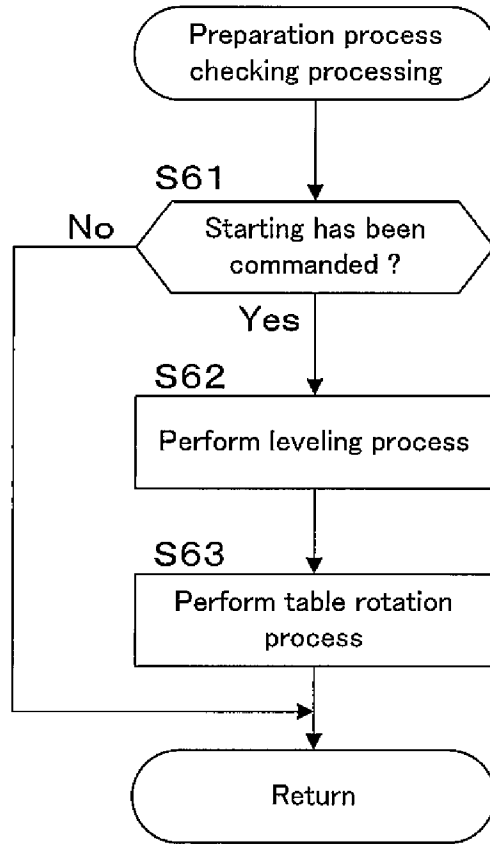 Preparation process
checking processing
S61
No
Starting has been
commanded ?
Yes
S62
Perform leveling process
S63
Perform table rotation
process
Return